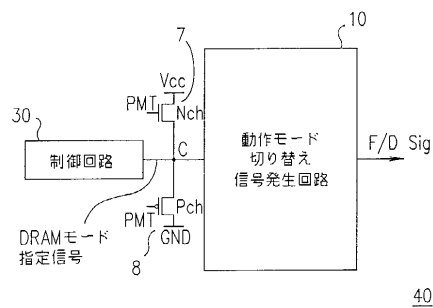 7
10
Vcc
30
PMT
Nch
制御回路
C
動作モード
切り替え
信号発生回路
F/D Sig
Pch
PMT
GND
DRAMモード
指定信号
8
40